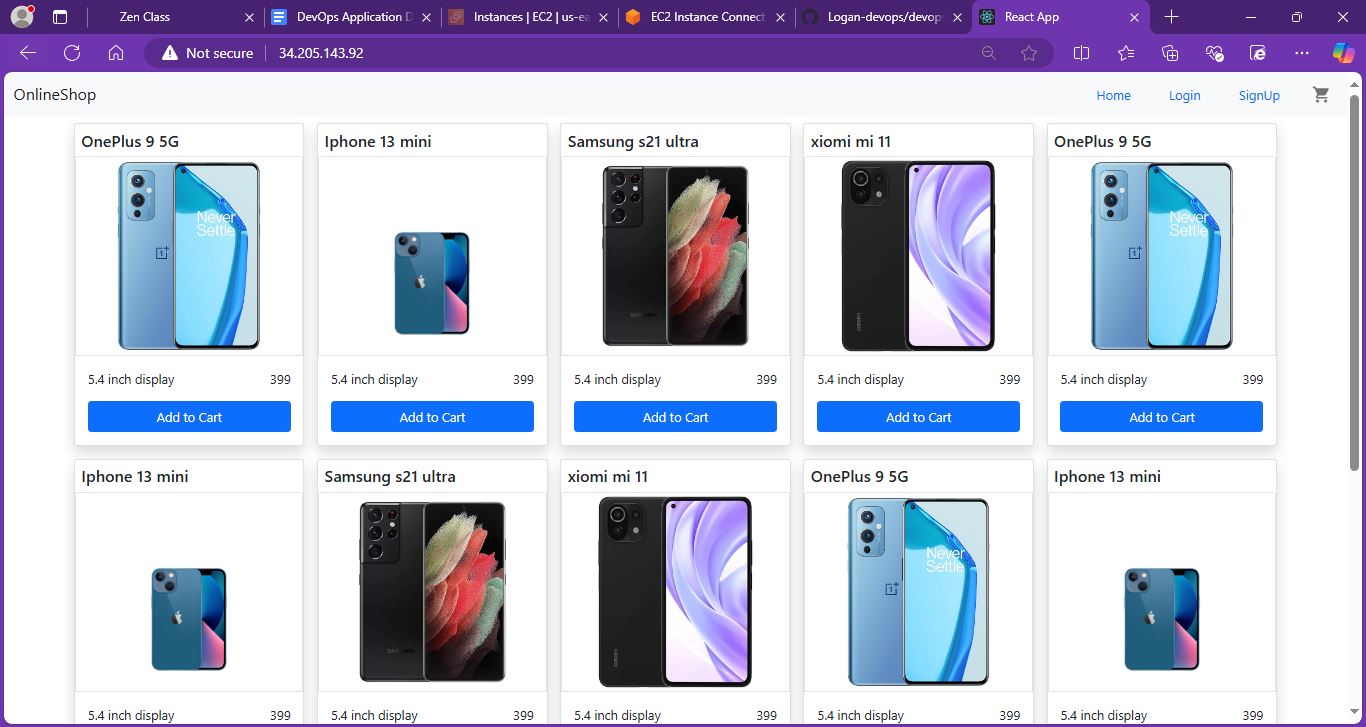 Zen Class
DevOps Application D
Instances | EC2 | us-ea
EC2 Instance Connect
Logan-devops/devops
React App
Not secure
34.205.143.92
OnlineShop
Home
Login
SignUp
OnePlus 9 5G
Iphone 13 mini
Samsung s21 ultra
xiomi mi 11
OnePlus 9 5G
Never
Settle
SAMSUNG
xiaomi
Never
Settle
5.4 inch display 399
5.4 inch display 399
5.4 inch display 399
5.4 inch display 399
5.4 inch display 399
Add to Cart
Add to Cart
Add to Cart
Add to Cart
Add to Cart
Iphone 13 mini
Samsung s21 ultra
xiomi mi 11
OnePlus 9 5G
Iphone 13 mini
SAMSUNG
xiaomi
Never
Settle
5.4 inch display 399
5.4 inch display 399
5.4 inch display 399
5.4 inch display 399
5.4 inch display 399